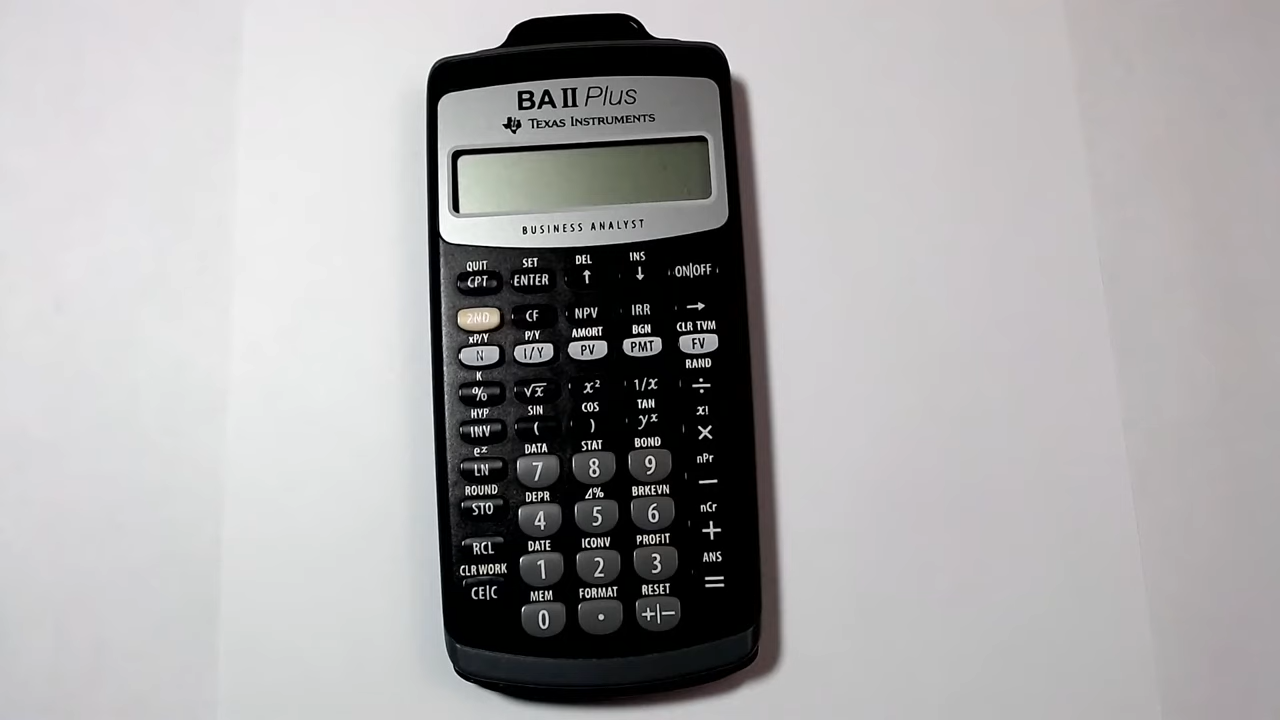 BA II Plus
TEXAS INSTRUMENTS
BUSINESS ANALYST
QUIT SET DEL INS
CPT ENTER ↑ ↓ ON|OFF
2ND CF NPV IRR →
xP/Y P/Y AMORT BGN CLR TVM
N I/Y PV PMT FV
K RAND
% √x x² 1/x ÷
HYP SIN COS TAN x!
INV ( ) yˣ ×
eˣ DATA STAT BOND nPr
LN 7 8 9 −
ROUND DEPR Δ% BRKEVN nCr
STO 4 5 6 +
DATE ICONV PROFIT ANS
RCL 1 2 3 =
CLR WORK MEM FORMAT RESET
CE|C 0 . +|−